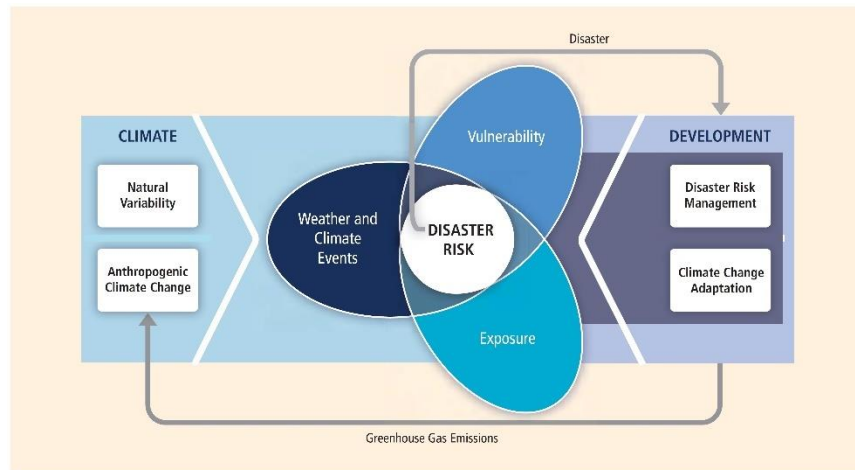 Disaster
CLIMATE
Natural
Variability
Anthropogenic
Climate Change
Vulnerability
Weather and
Climate
Events
DISASTER
RISK
Exposure
DEVELOPMENT
Disaster Risk
Management
Climate Change
Adaptation
Greenhouse Gas Emissions